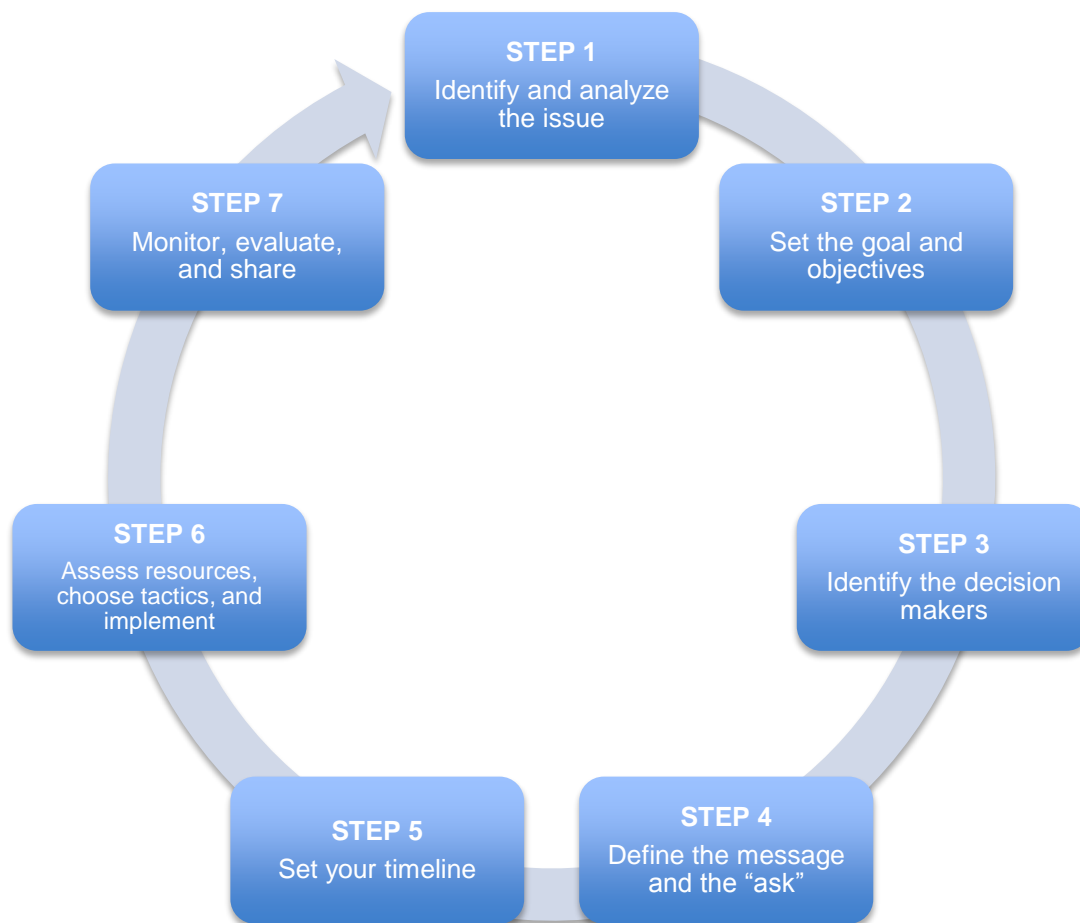 STEP 1
Identify and analyze
the issue
STEP 2
Set the goal and
objectives
STEP 3
Identify the decision
makers
STEP 4
Define the message
and the “ask”
STEP 5
Set your timeline
STEP 6
Assess resources,
choose tactics, and
implement
STEP 7
Monitor, evaluate,
and share